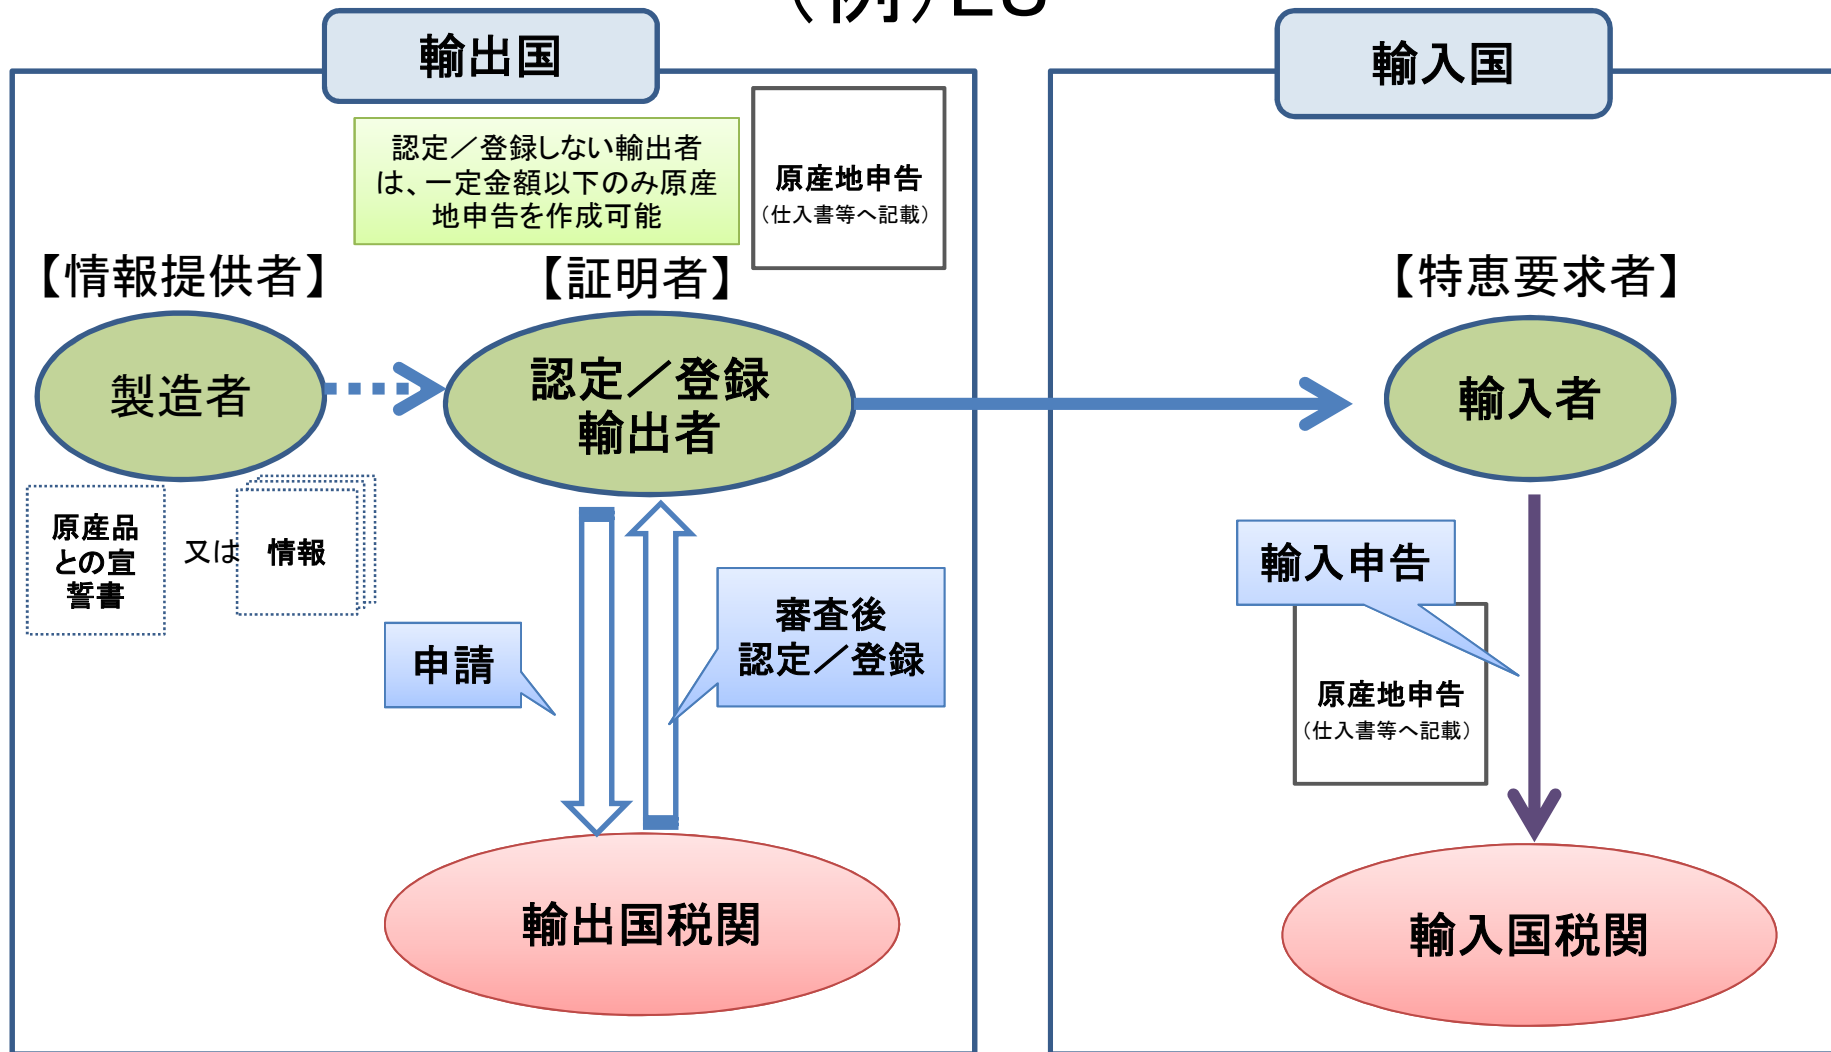 （例）EU
輸出国
輸入国
認定／登録しない輸出者
は、一定金額以下のみ原産
地申告を作成可能
原産地申告
（仕入書等へ記載）
【情報提供者】
【証明者】
【特恵要求者】
製造者
認定／登録
輸出者
輸入者
原産品
との宣
誓書
又は
情報
申請
審査後
認定／登録
輸入申告
原産地申告
（仕入書等へ記載）
輸出国税関
輸入国税関